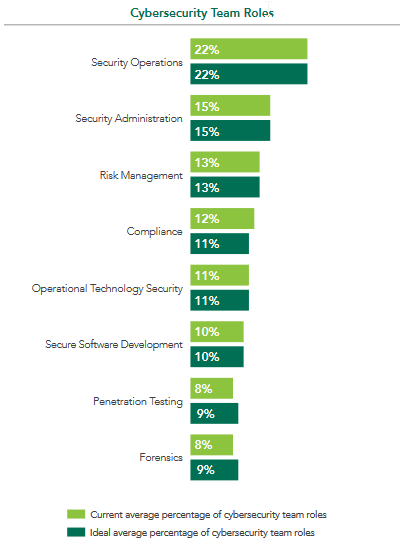 Cybersecurity Team Roles
Security Operations
22%
22%
Security Administration
15%
15%
Risk Management
13%
13%
Compliance
12%
11%
Operational Technology Security
11%
11%
Secure Software Development
10%
10%
Penetration Testing
8%
9%
Forensics
8%
9%
Current average percentage of cybersecurity team roles
Ideal average percentage of cybersecurity team roles